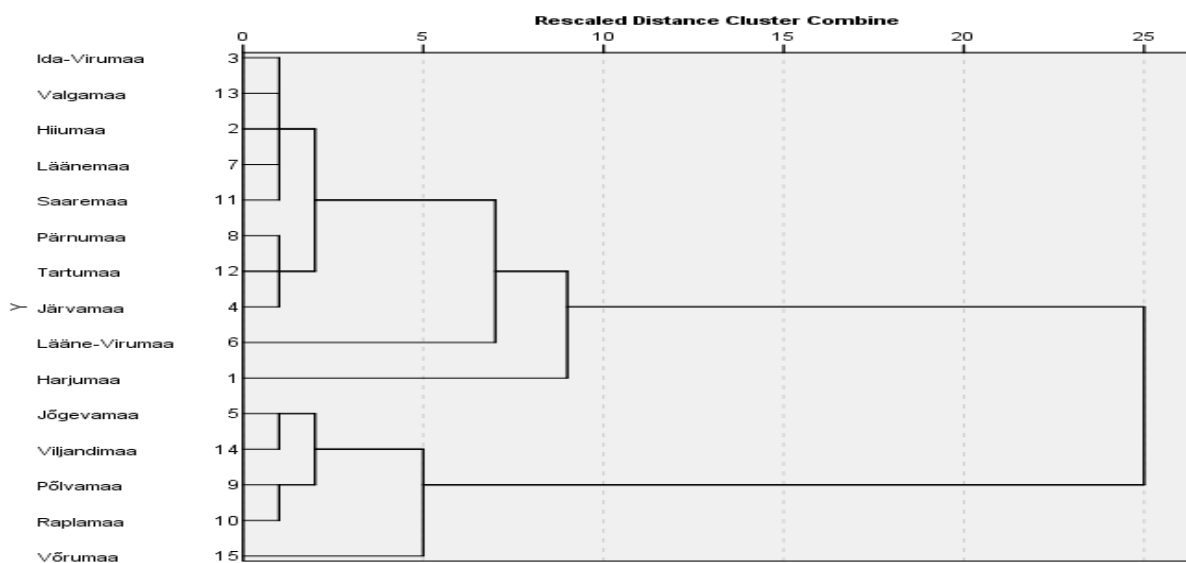 Rescaled Distance Cluster Combine
0 5 10 15 20 25
Ida-Virumaa 3
Valgamaa 13
Hiiumaa 2
Läänemaa 7
Saaremaa 11
Pärnumaa 8
Tartumaa 12
Y Järvamaa 4
Lääne-Virumaa 6
Harjumaa 1
Jõgevamaa 5
Viljandimaa 14
Põlvamaa 9
Raplamaa 10
Võrumaa 15